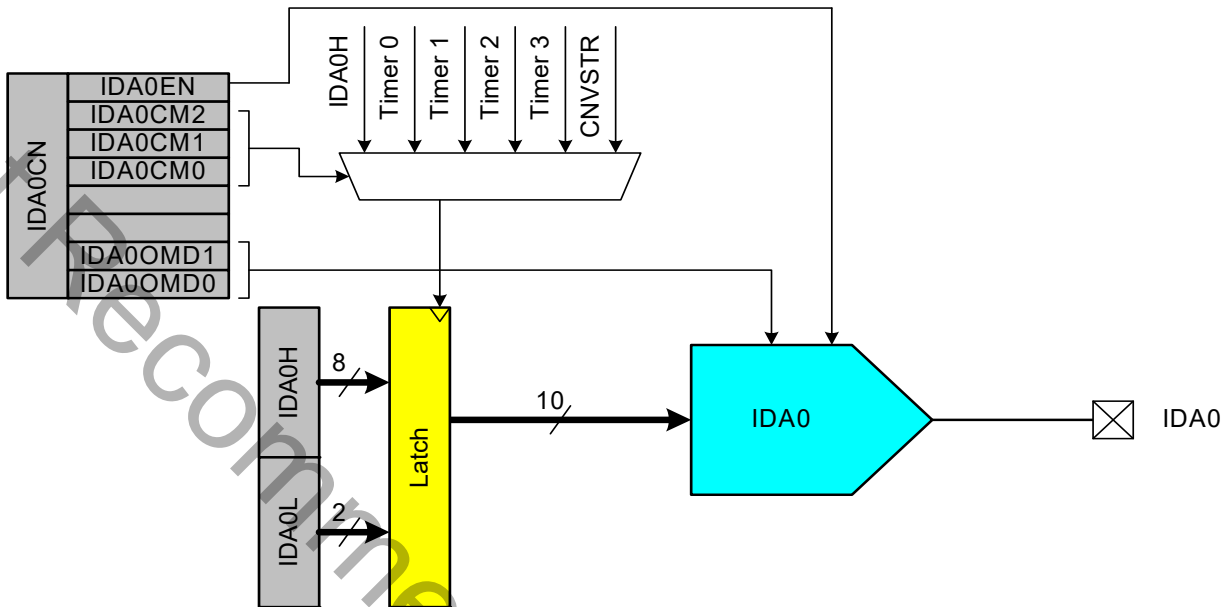 IDA0H
Timer 0
Timer 1
Timer 2
Timer 3
CNVSTR
IDA0CN
IDA0EN
IDA0CM2
IDA0CM1
IDA0CM0
IDA0OMD1
IDA0OMD0
IDA0H
8
IDA0L
2
Latch
10
IDA0
IDA0
Recomme